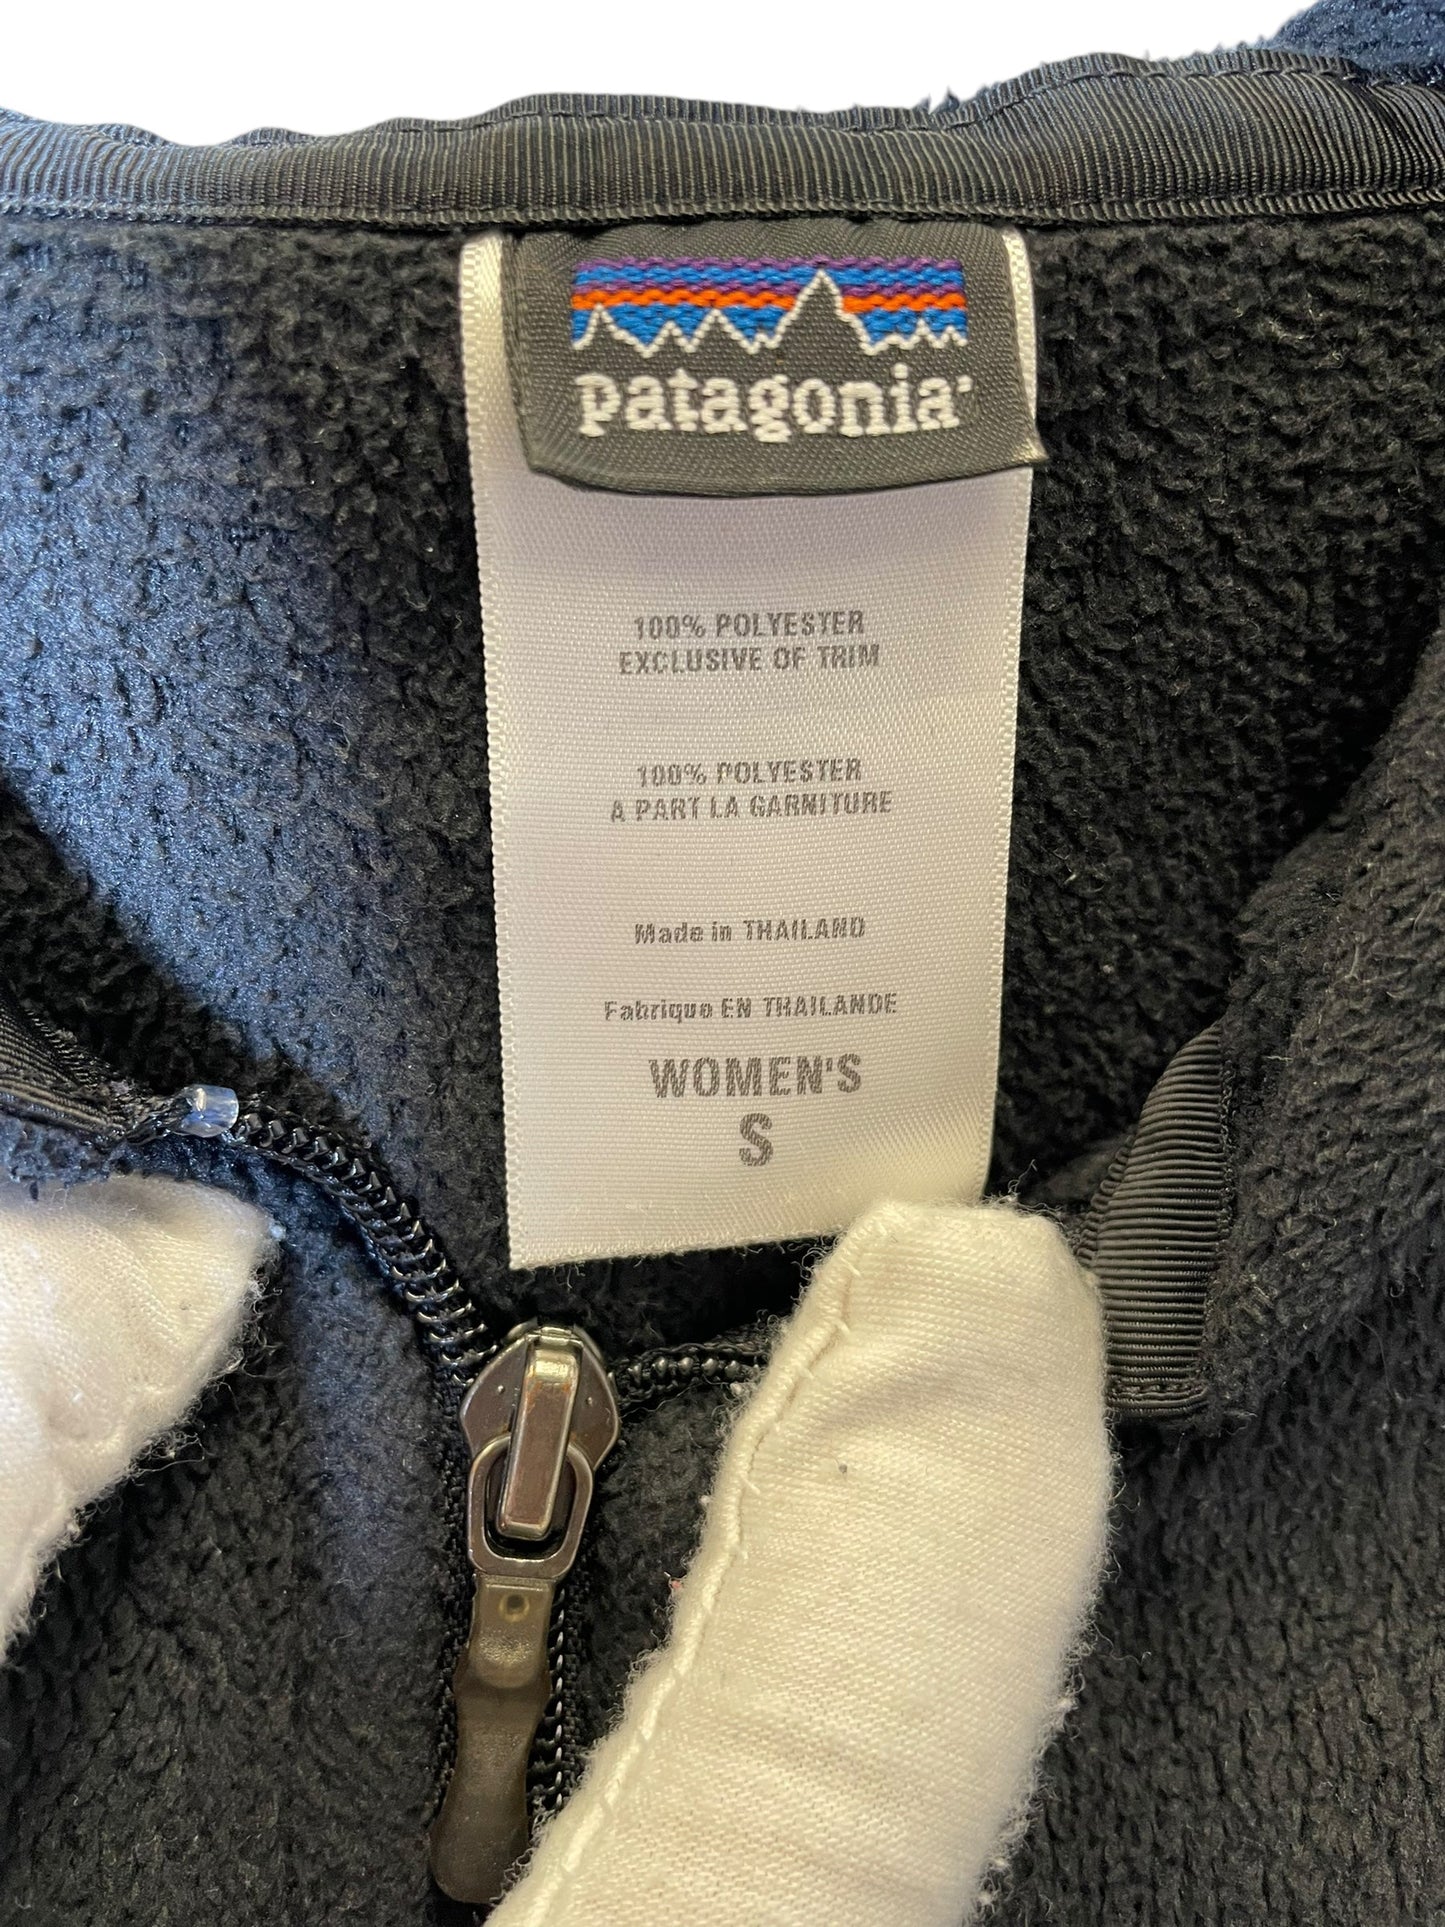 patagonia
100% POLYESTER
EXCLUSIVE OF TRIM
100% POLYESTER
A PART LA GARNITURE
Made in THAILAND
Fabrique EN THAILANDE
WOMEN'S
S